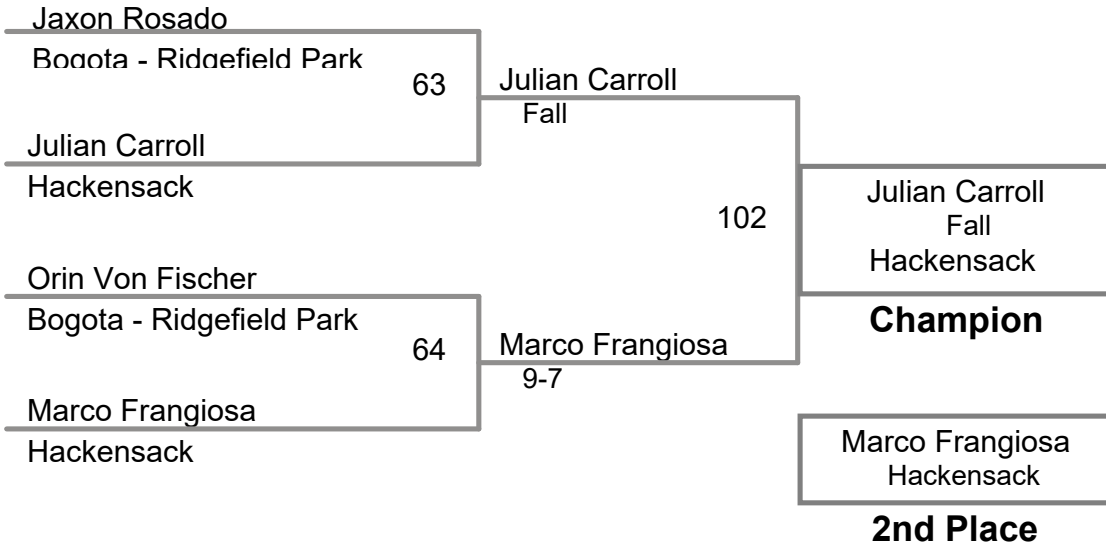 Jaxon Rosado
Bogota - Ridgefield Park
63
Julian Carroll
Fall
Julian Carroll
Hackensack
102
Julian Carroll
Fall
Hackensack
Champion
Orin Von Fischer
Bogota - Ridgefield Park
64
Marco Frangiosa
9-7
Marco Frangiosa
Hackensack
Marco Frangiosa
Hackensack
2nd Place